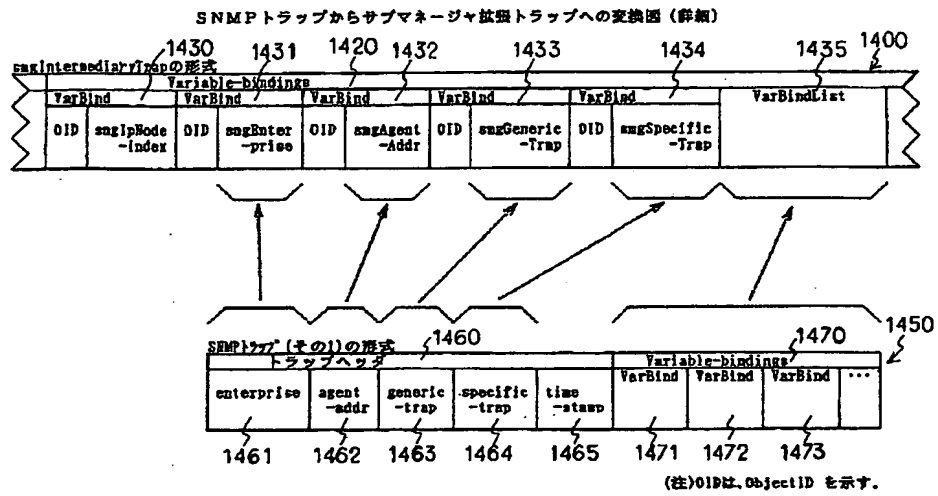 SNMPトラップからサブマネージャ拡張トラップへの変換図 (詳細)
1430 1431 1420 1432 1433 1434 1435 1400
smgIntermediaryTrapの形式
Variable-bindings
VarBind VarBind VarBind VarBind VarBind VarBindList
OID smgIpNode-index OID smgEnter-prise OID smgAgent-Addr OID smgGeneric-Trap OID smgSpecific-Trap
SNMPトラップ(その1)の形式 1460 1470 1450
トラップヘッダ Variable-bindings
enterprise agent-addr generic-trap specific-trap time-stamp VarBind VarBind VarBind ...
1461 1462 1463 1464 1465 1471 1472 1473
(注)OIDは、ObjectID を示す。